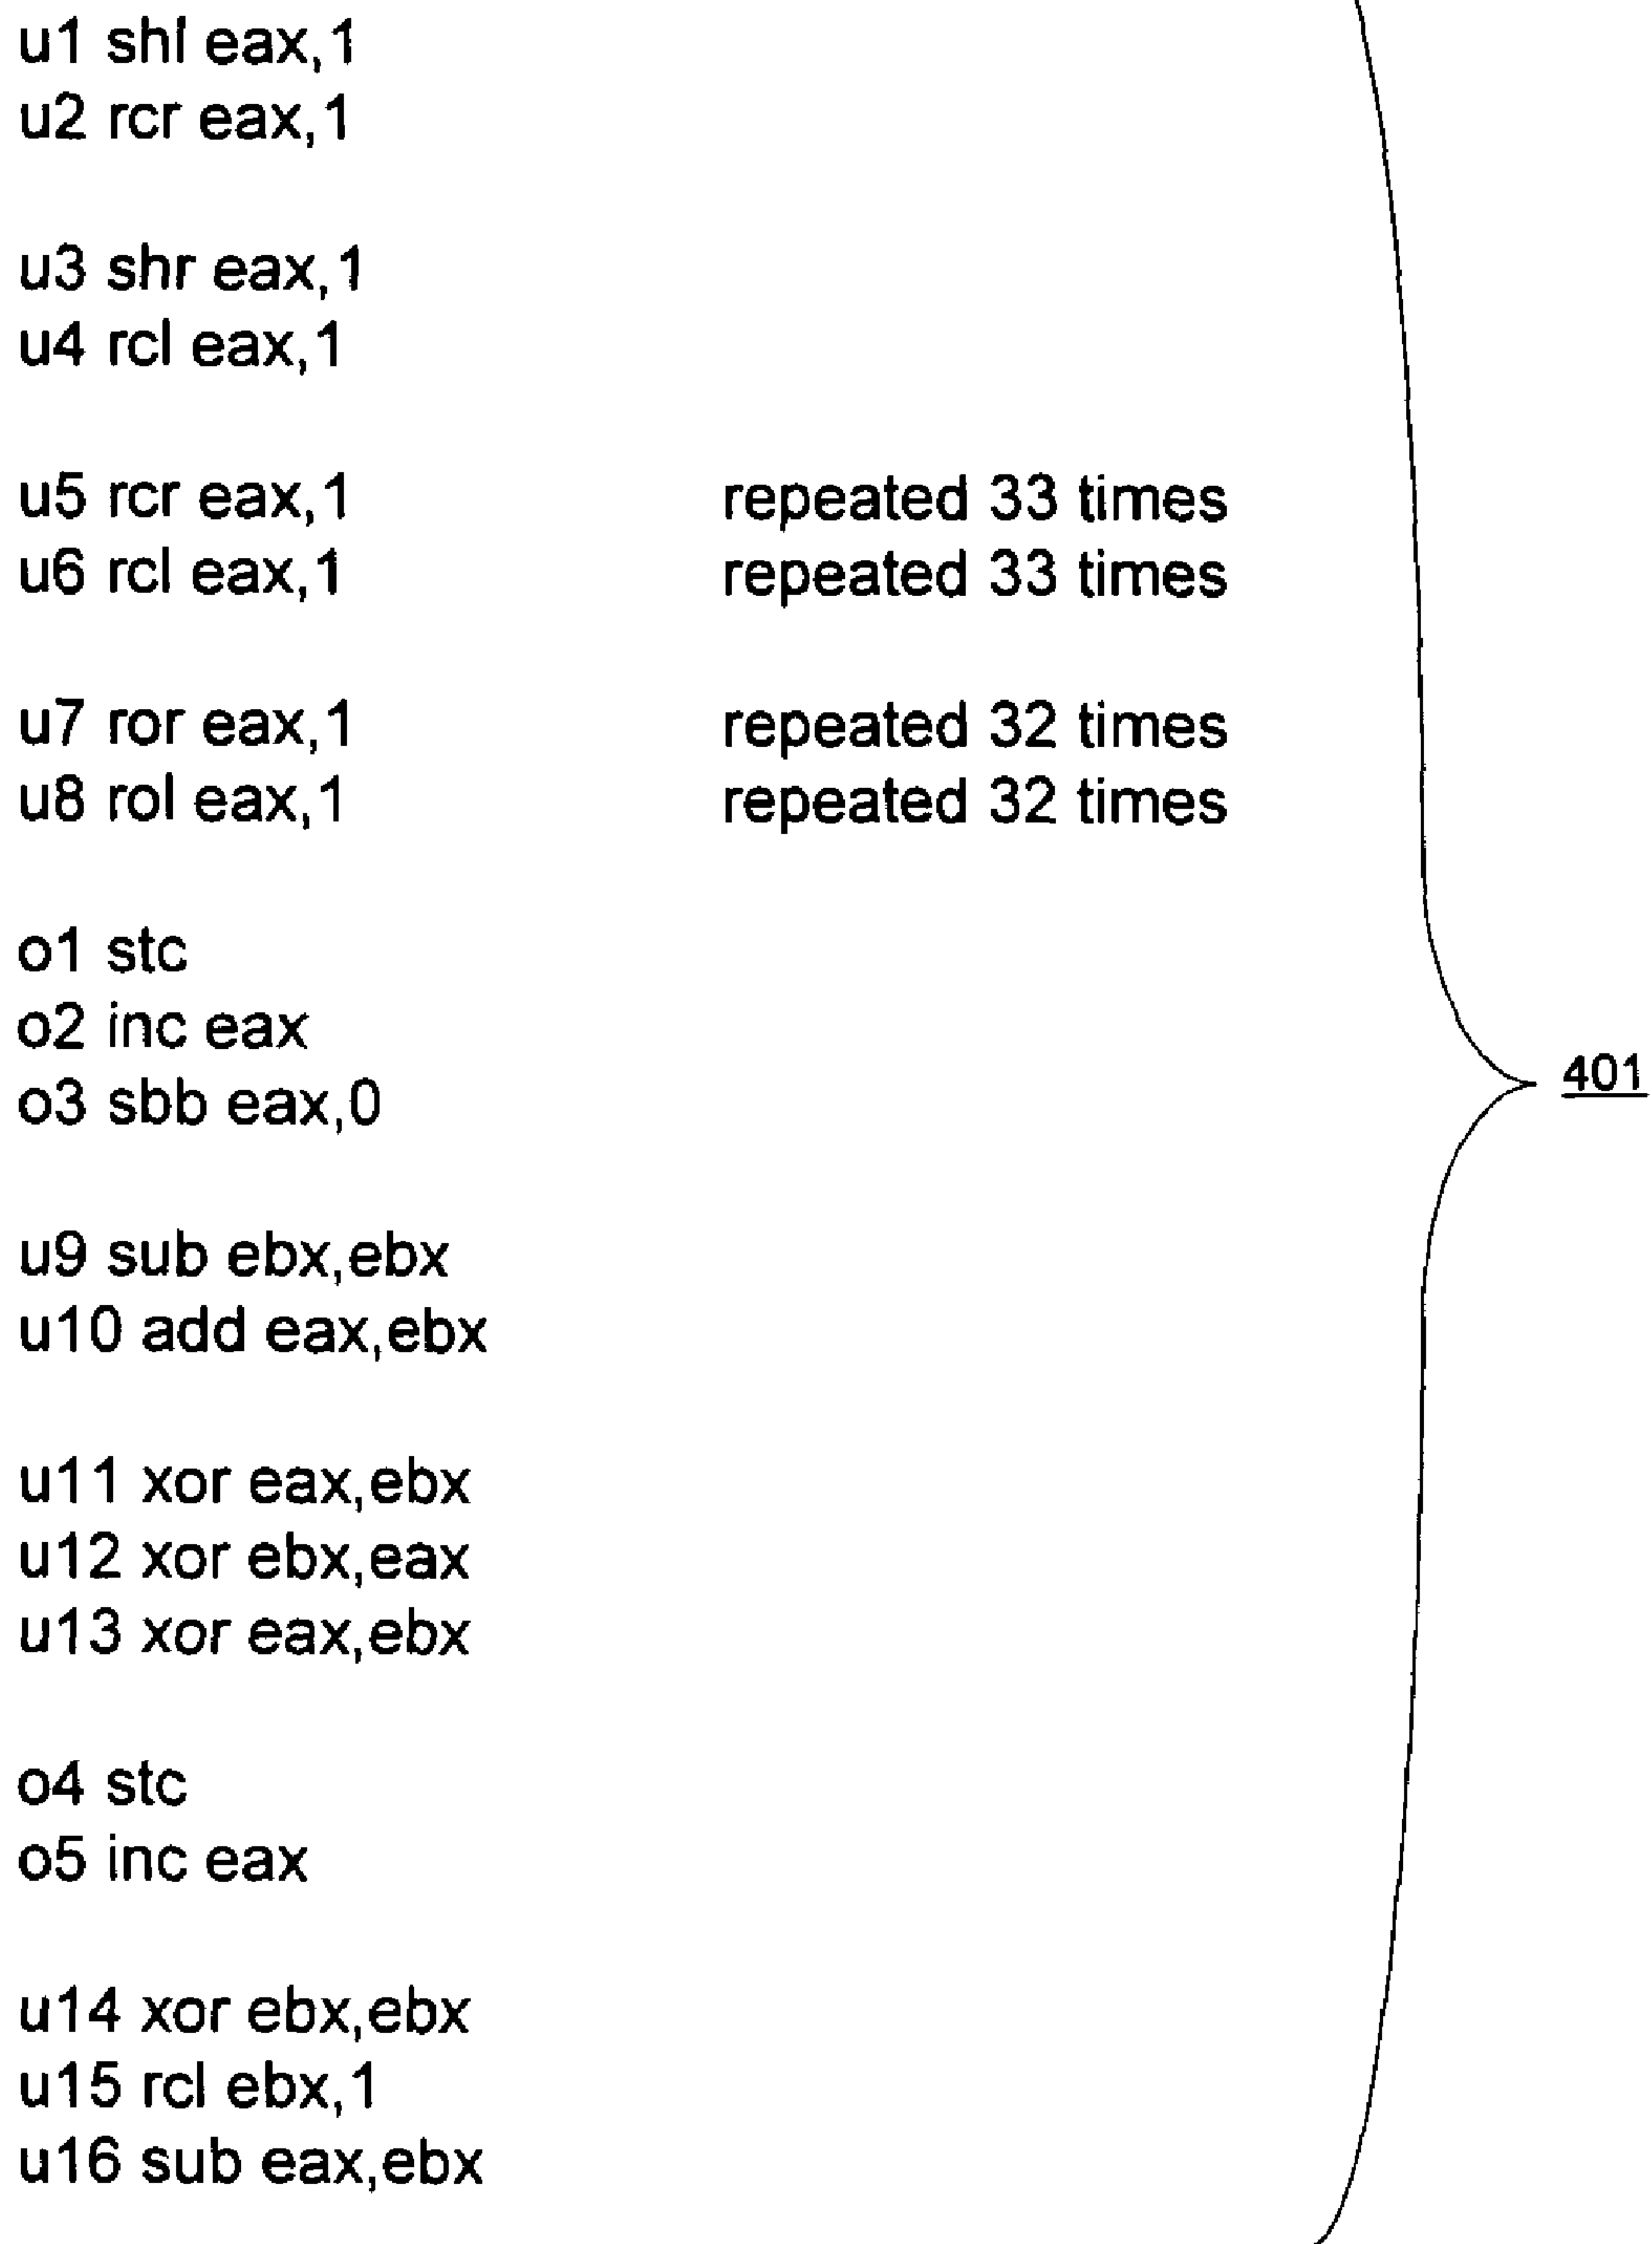 u1 shl eax,1
u2 rcr eax,1
u3 shr eax,1
u4 rcl eax,1
u5 rcr eax,1 repeated 33 times
u6 rcl eax,1 repeated 33 times
u7 ror eax,1 repeated 32 times
u8 rol eax,1 repeated 32 times
o1 stc
o2 inc eax
o3 sbb eax,0
401
u9 sub ebx,ebx
u10 add eax,ebx
u11 xor eax,ebx
u12 xor ebx,eax
u13 xor eax,ebx
o4 stc
o5 inc eax
u14 xor ebx,ebx
u15 rcl ebx,1
u16 sub eax,ebx